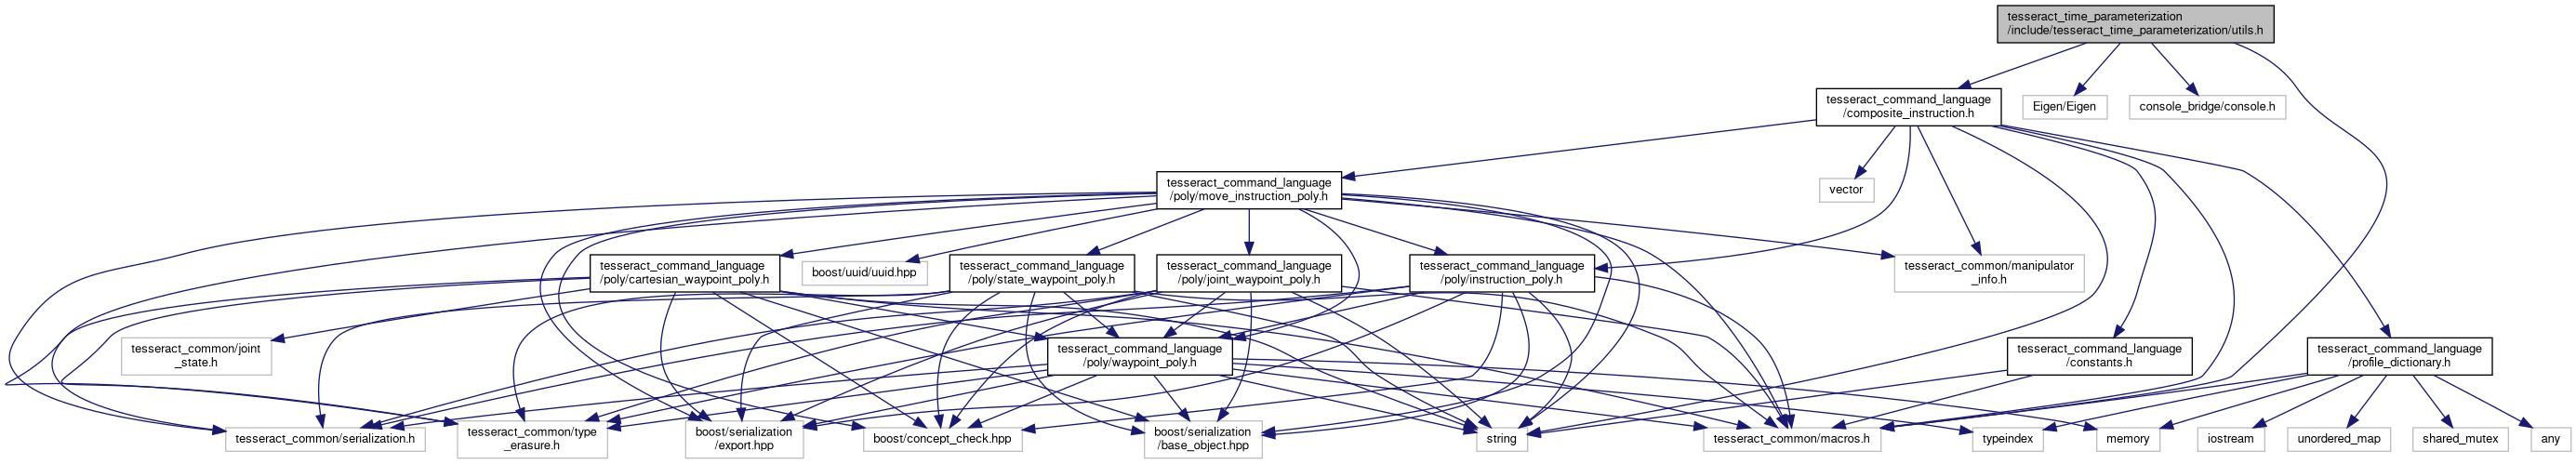 tesseract_time_parameterization
/include/tesseract_time_parameterization/utils.h
tesseract_command_language
/composite_instruction.h
Eigen/Eigen
console_bridge/console.h
tesseract_command_language
/poly/move_instruction_poly.h
vector
tesseract_command_language
/poly/cartesian_waypoint_poly.h
boost/uuid/uuid.hpp
tesseract_command_language
/poly/state_waypoint_poly.h
tesseract_command_language
/poly/joint_waypoint_poly.h
tesseract_command_language
/poly/instruction_poly.h
tesseract_common/manipulator
_info.h
tesseract_common/joint
_state.h
tesseract_command_language
/poly/waypoint_poly.h
tesseract_command_language
/constants.h
tesseract_command_language
/profile_dictionary.h
tesseract_common/serialization.h
tesseract_common/type
_erasure.h
boost/serialization
/export.hpp
boost/concept_check.hpp
boost/serialization
/base_object.hpp
string
tesseract_common/macros.h
typeindex
memory
iostream
unordered_map
shared_mutex
any